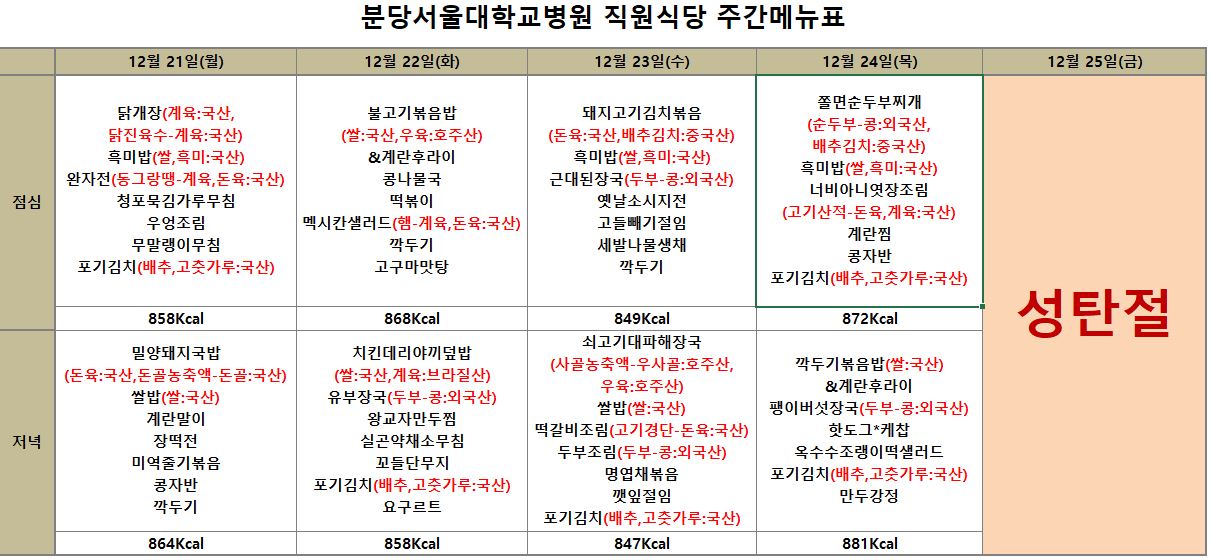 분당서울대학교병원 직원식당 주간메뉴표
12월 21일(월)
12월 22일(화)
12월 23일(수)
12월 24일(목)
12월 25일(금)
점심
닭개장(계육:국산,
닭진육수-계육:국산)
흑미밥(쌀,흑미:국산)
완자전(동그랑땡-계육,돈육:국산)
청포묵김가루무침
우엉조림
무말랭이무침
포기김치(배추,고춧가루:국산)
858Kcal
불고기볶음밥
(쌀:국산,우육:호주산)
&계란후라이
콩나물국
떡볶이
멕시칸샐러드(햄-계육,돈육:국산)
깍두기
고구마맛탕
868Kcal
돼지고기김치볶음
(돈육:국산,배추김치:중국산)
흑미밥(쌀,흑미:국산)
근대된장국(두부-콩:외국산)
옛날소시지전
고들빼기절임
세발나물생채
깍두기
849Kcal
쫄면순두부찌개
(순두부-콩:외국산,
배추김치:중국산)
흑미밥(쌀,흑미:국산)
너비아니엿장조림
(고기산적-돈육,계육:국산)
계란찜
콩자반
포기김치(배추,고춧가루:국산)
872Kcal
성탄절
저녁
밀양돼지국밥
(돈육:국산,돈골농축액-돈골:국산)
쌀밥(쌀:국산)
계란말이
장떡전
미역줄기볶음
콩자반
깍두기
864Kcal
치킨데리야끼덮밥
(쌀:국산,계육:브라질산)
유부장국(두부-콩:외국산)
왕교자만두찜
실곤약채소무침
꼬들단무지
포기김치(배추,고춧가루:국산)
요구르트
858Kcal
쇠고기대파해장국
(사골농축액-우사골:호주산,
우육:호주산)
쌀밥(쌀:국산)
떡갈비조림(고기경단-돈육:국산)
두부조림(두부-콩:외국산)
명엽채볶음
깻잎절임
포기김치(배추,고춧가루:국산)
847Kcal
깍두기볶음밥(쌀:국산)
&계란후라이
팽이버섯장국(두부-콩:외국산)
핫도그*케찹
옥수수조랭이떡샐러드
포기김치(배추,고춧가루:국산)
만두강정
881Kcal